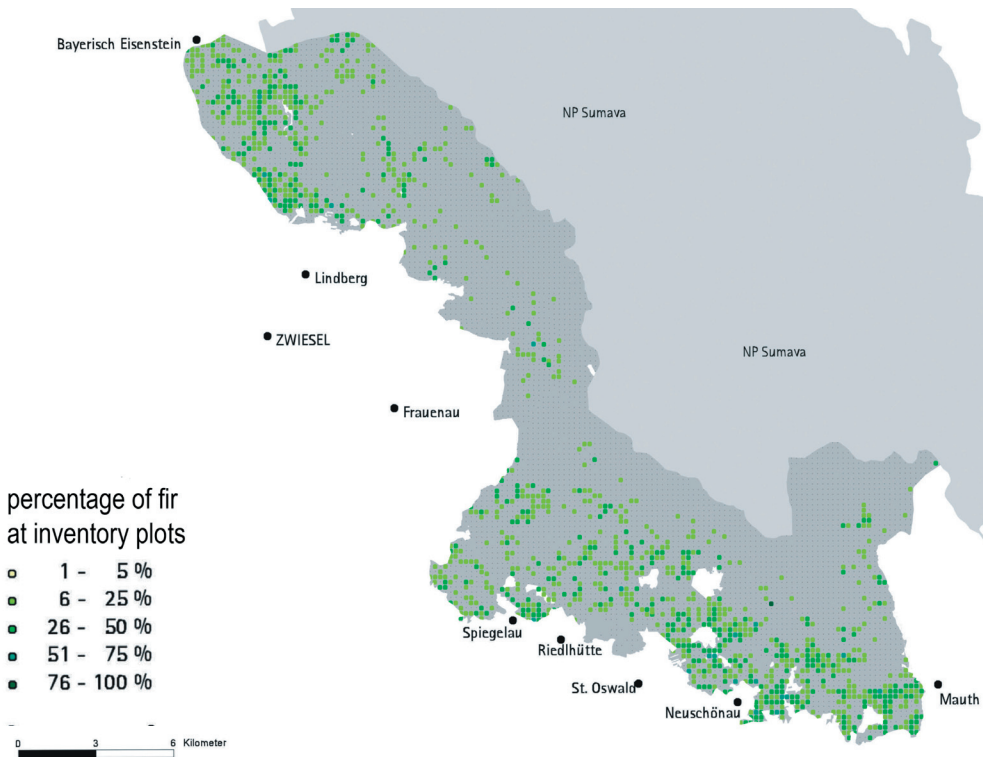 Bayerisch Eisenstein
NP Sumava
Lindberg
ZWIESEL
NP Sumava
Frauenau
percentage of fir
at inventory plots
1 - 5 %
6 - 25 %
26 - 50 %
51 - 75 %
76 - 100 %
Spiegelau
Riedlhütte
St. Oswald
Neuschönau
Mauth
0 3 6 Kilometer